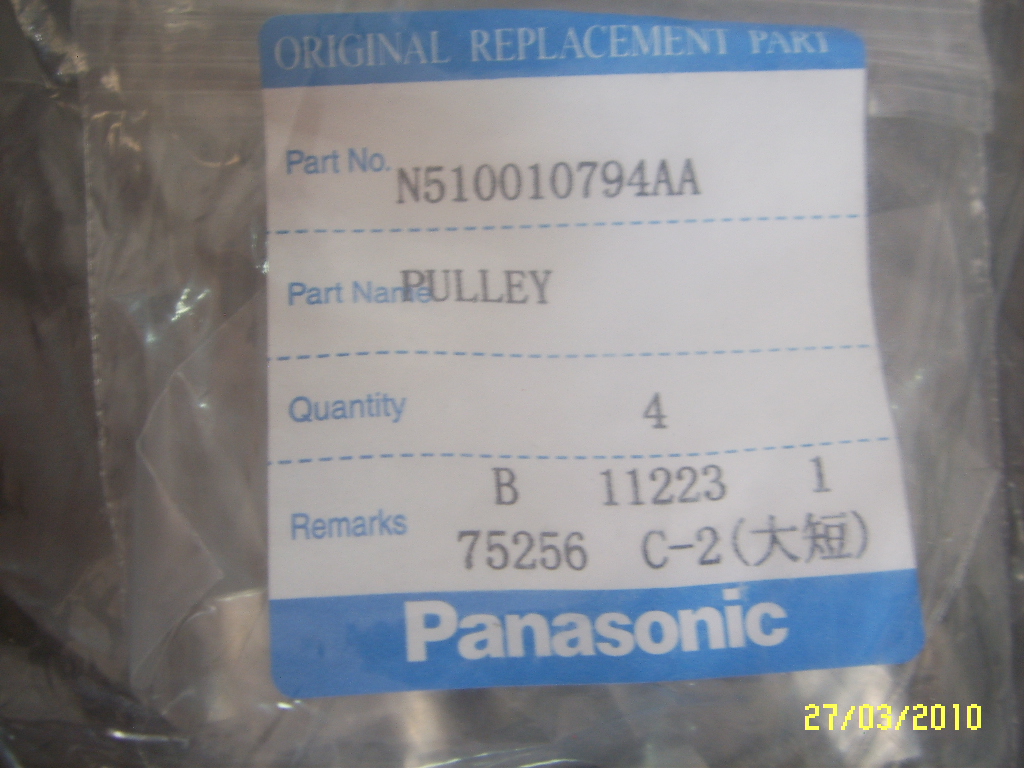 ORIGINAL REPLACEMENT PART
Part No. N510010794AA
Part Name PULLEY
Quantity 4
B 11223 1
Remarks 75256 C-2(大短)
Panasonic
27/03/2010